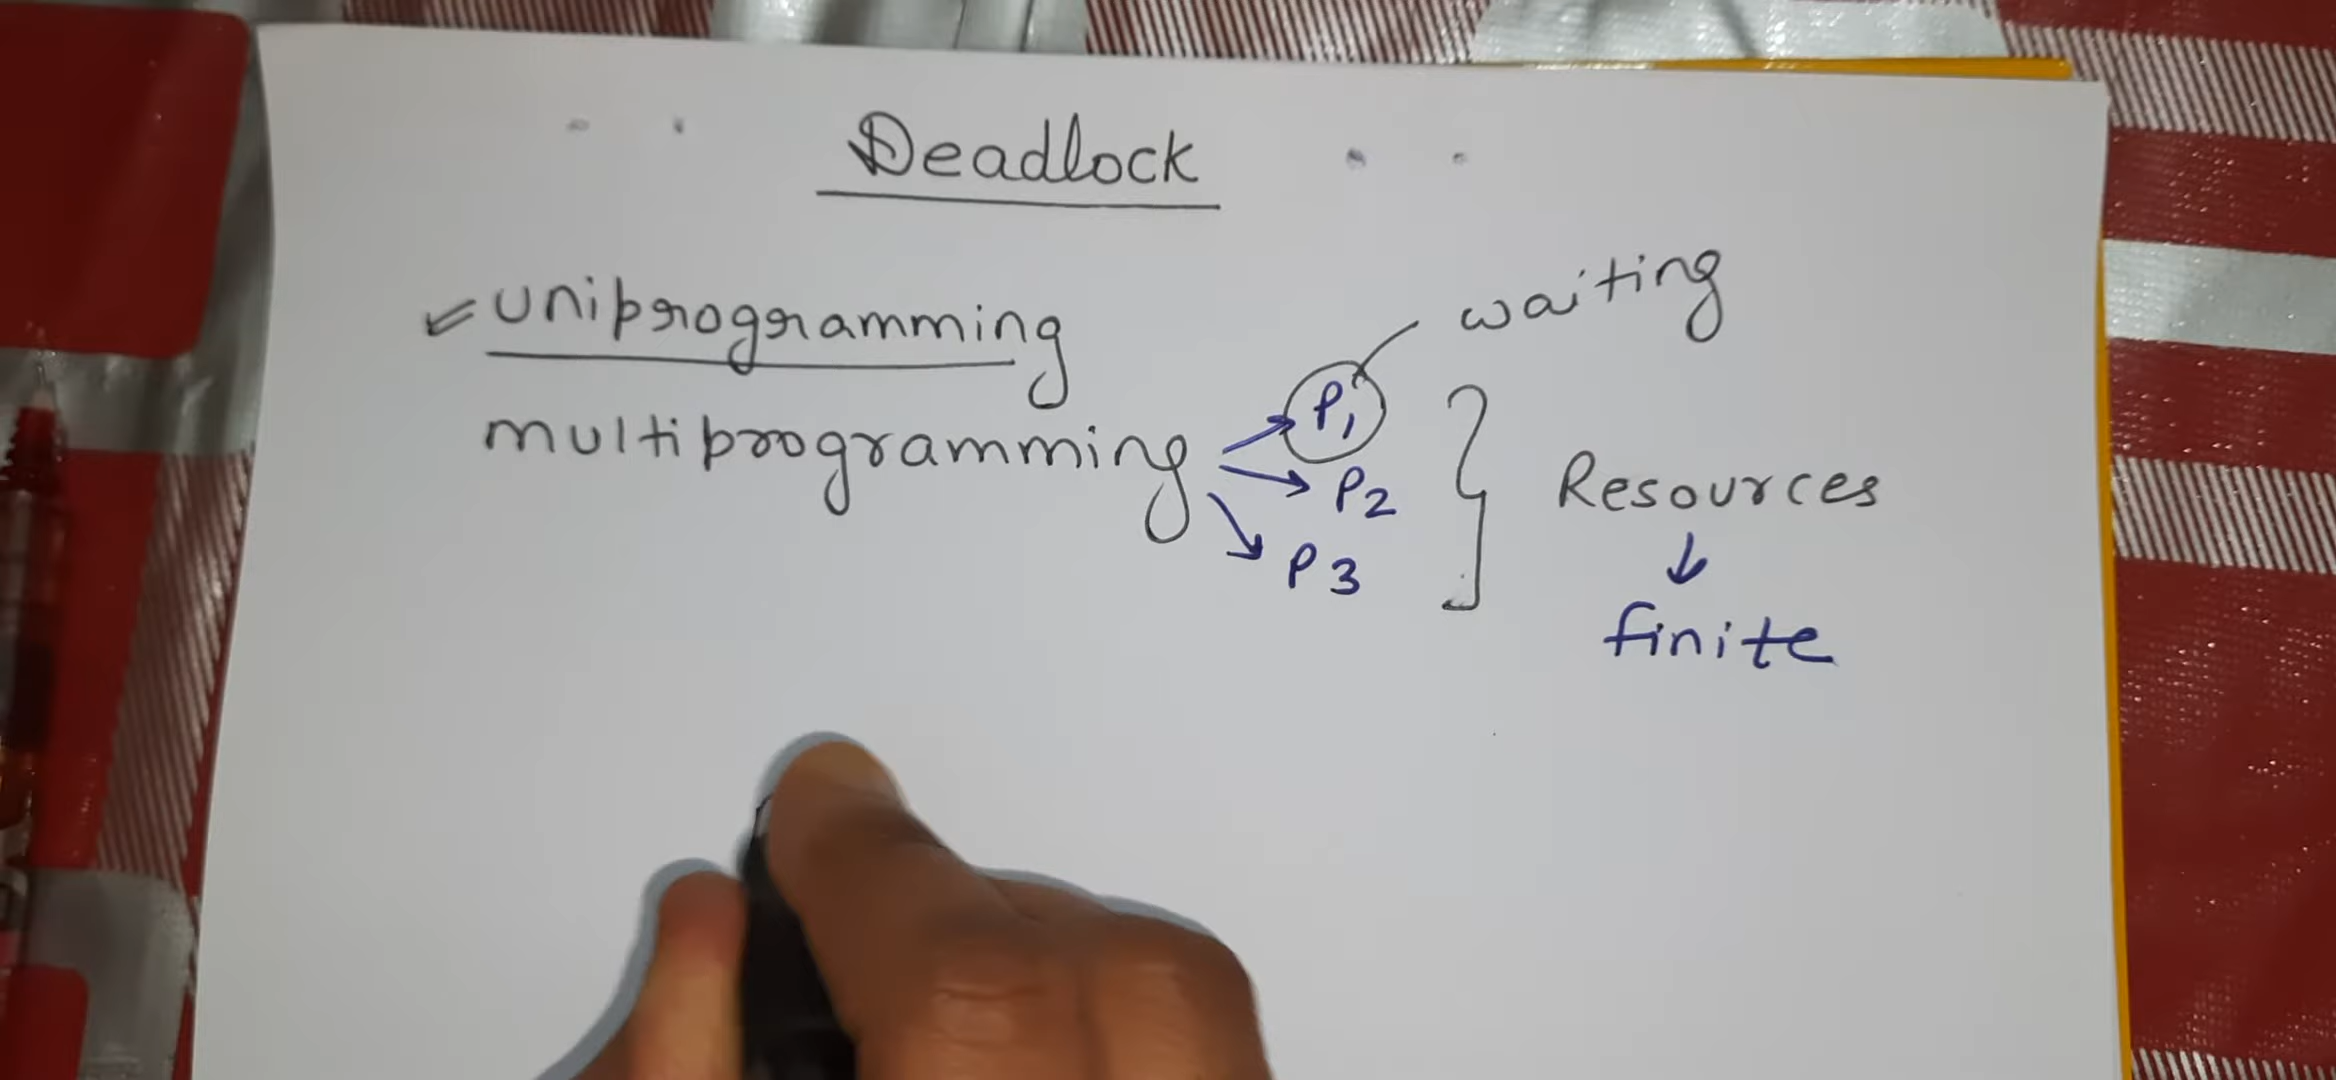 Deadlock
uniprogramming
waiting
multiprogramming
P1
P2
P3
Resources
finite